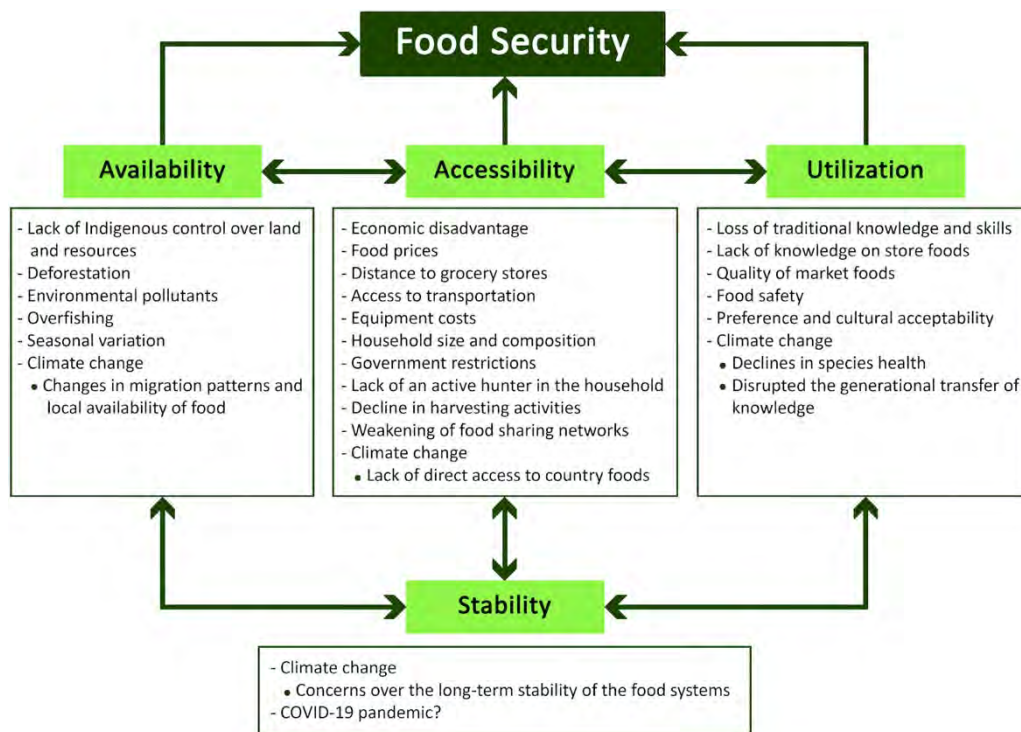 Food Security
Availability
Accessibility
Utilization
- Lack of Indigenous control over land
and resources
- Deforestation
- Environmental pollutants
- Overfishing
- Seasonal variation
- Climate change
• Changes in migration patterns and
local availability of food
- Economic disadvantage
- Food prices
- Distance to grocery stores
- Access to transportation
- Equipment costs
- Household size and composition
- Government restrictions
- Lack of an active hunter in the household
- Decline in harvesting activities
- Weakening of food sharing networks
- Climate change
• Lack of direct access to country foods
- Loss of traditional knowledge and skills
- Lack of knowledge on store foods
- Quality of market foods
- Food safety
- Preference and cultural acceptability
- Climate change
• Declines in species health
• Disrupted the generational transfer of
knowledge
Stability
- Climate change
• Concerns over the long-term stability of the food systems
- COVID-19 pandemic?